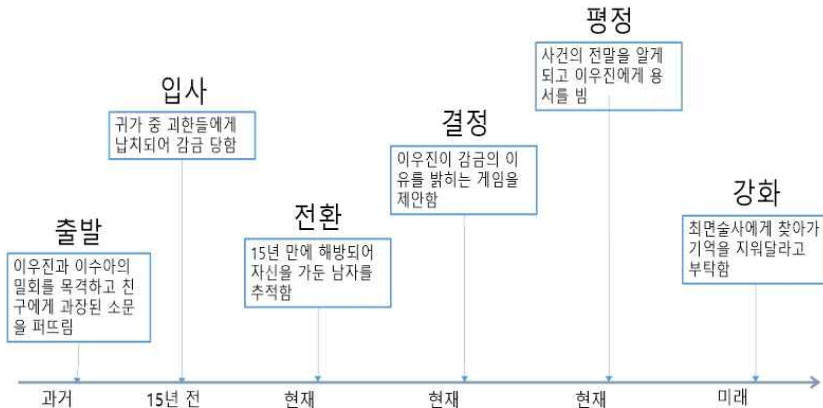 출발
이우진과 이수아의
밀회를 목격하고 친
구에게 과장된 소문
을 퍼뜨림
입사
귀가 중 괴한들에게
납치되어 감금 당함
전환
15년 만에 해방되어
자신을 가둔 남자를
추적함
결정
이우진이 감금의 이
유를 밝히는 게임을
제안함
평정
사건의 전말을 알게
되고 이우진에게 용
서를 빔
강화
최면술사에게 찾아가
기억을 지워달라고
부탁함
과거
15년 전
현재
현재
현재
미래